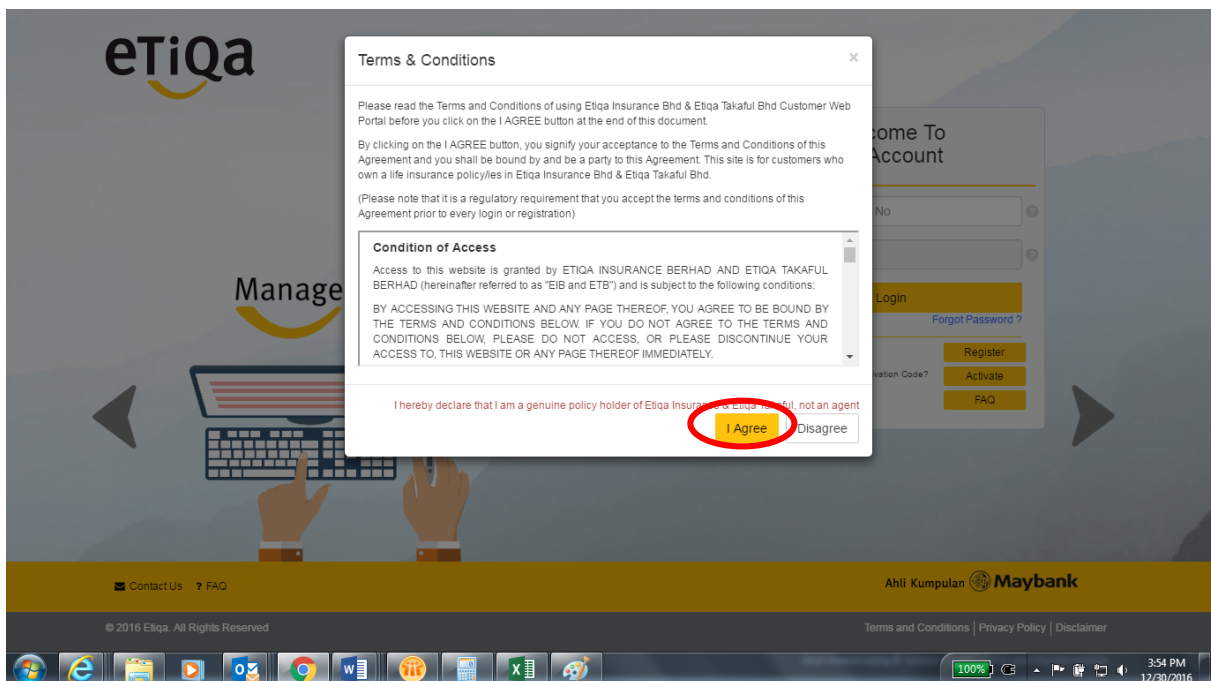 eTiQa
Terms & Conditions
×
Please read the Terms and Conditions of using Etiqa Insurance Bhd & Etiqa Takaful Bhd Customer Web
Portal before you click on the I AGREE button at the end of this document.
By clicking on the I AGREE button, you signify your acceptance to the Terms and Conditions of this
Agreement and you shall be bound by and be a party to this Agreement. This site is for customers who
own a life insurance policy/ies in Etiqa Insurance Bhd & Etiqa Takaful Bhd.
(Please note that it is a regulatory requirement that you accept the terms and conditions of this
Agreement prior to every login or registration)
Condition of Access
Access to this website is granted by ETIQA INSURANCE BERHAD AND ETIQA TAKAFUL
BERHAD (hereinafter referred to as "EIB and ETB") and is subject to the following conditions:
BY ACCESSING THIS WEBSITE AND ANY PAGE THEREOF, YOU AGREE TO BE BOUND BY
THE TERMS AND CONDITIONS BELOW. IF YOU DO NOT AGREE TO THE TERMS AND
CONDITIONS BELOW, PLEASE DO NOT ACCESS, OR PLEASE DISCONTINUE YOUR
ACCESS TO, THIS WEBSITE OR ANY PAGE THEREOF IMMEDIATELY.
I hereby declare that I am a genuine policy holder of Etiqa Insurance & Etiqa Takaful, not an agent
I Agree
Disagree
come To
Account
No
Login
Forgot Password ?
Register
ivation Code?
Activate
FAQ
Manage
Contact Us ? FAQ
Ahli Kumpulan Maybank
© 2016 Etiqa. All Rights Reserved
Terms and Conditions | Privacy Policy | Disclaimer
100%
3:54 PM
12/30/2016